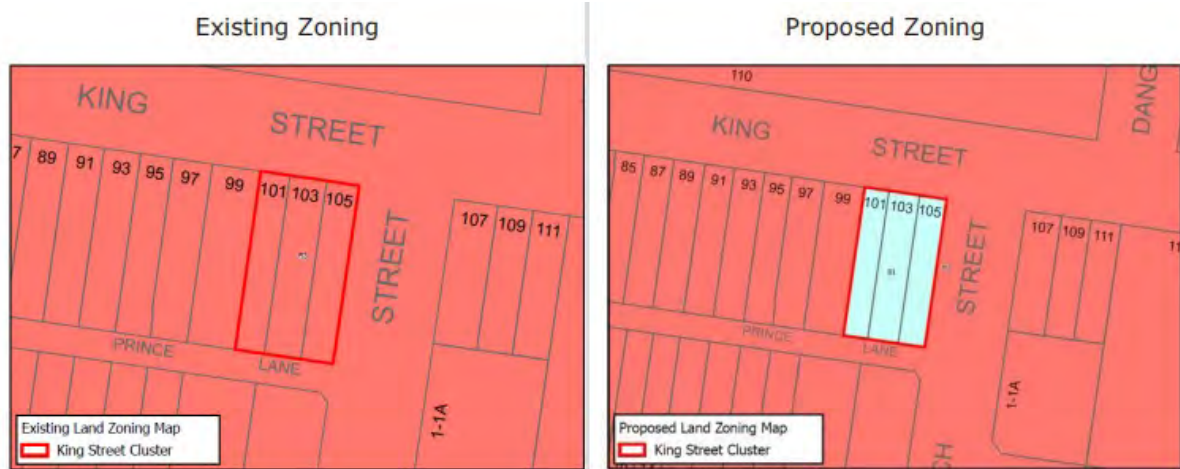 Existing Zoning
KING
STREET
89
91
93
95
97
99
101
103
105
107
109
111
STREET
PRINCE
LANE
1-1A
Existing Land Zoning Map
King Street Cluster
Proposed Zoning
110
DANG
KING
STREET
85
87
89
91
93
95
97
99
101
103
105
107
109
111
STREET
PRINCE
LANE
1-1A
CH
Proposed Land Zoning Map
King Street Cluster